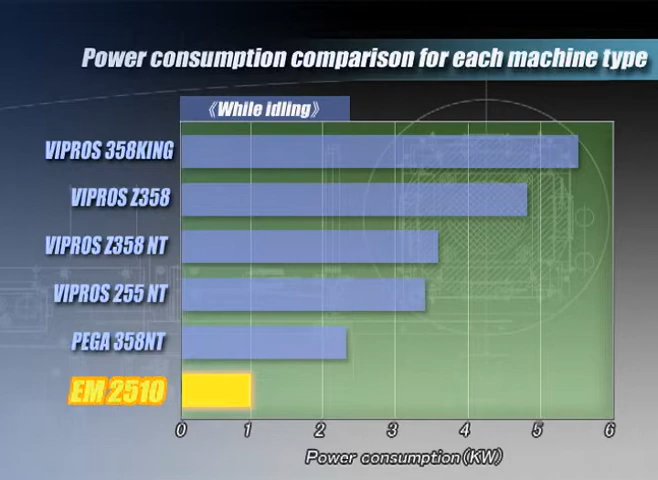 Power consumption comparison for each machine type
《While idling》
VIPROS 358KING
VIPROS Z358
VIPROS Z358 NT
VIPROS 255 NT
PEGA 358NT
EM 2510
0 1 2 3 4 5 6
Power consumption(KW)